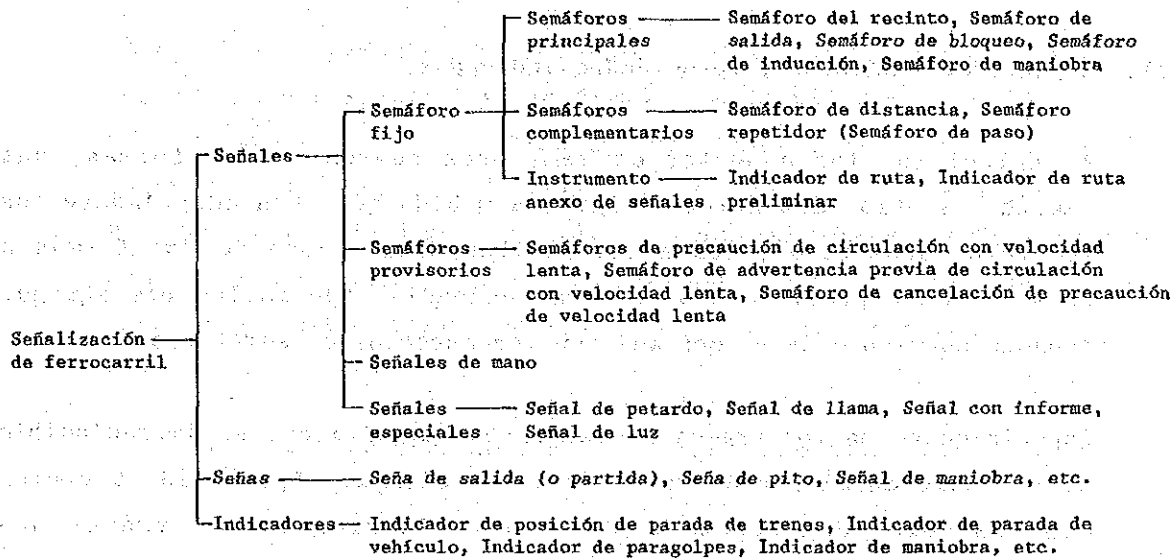 Semáforos principales — Semáforo del recinto, Semáforo de
salida, Semáforo de bloqueo, Semáforo
de inducción, Semáforo de maniobra
Semáforo fijo
Semáforos complementarios — Semáforo de distancia, Semáforo
repetidor (Semáforo de paso)
Señales
Instrumento anexo de señales — Indicador de ruta, Indicador de ruta
preliminar
Semáforos provisorios — Semáforos de precaución de circulación con velocidad
lenta, Semáforo de advertencia previa de circulación
con velocidad lenta, Semáforo de cancelación de precaución
de velocidad lenta
Señalización
de ferrocarril
Señales de mano
Señales especiales — Señal de petardo, Señal de llama, Señal con informe,
Señal de luz
Señas — Seña de salida (o partida), Seña de pito, Señal de maniobra, etc.
Indicadores — Indicador de posición de parada de trenes, Indicador de parada de
vehículo, Indicador de paragolpes, Indicador de maniobra, etc.